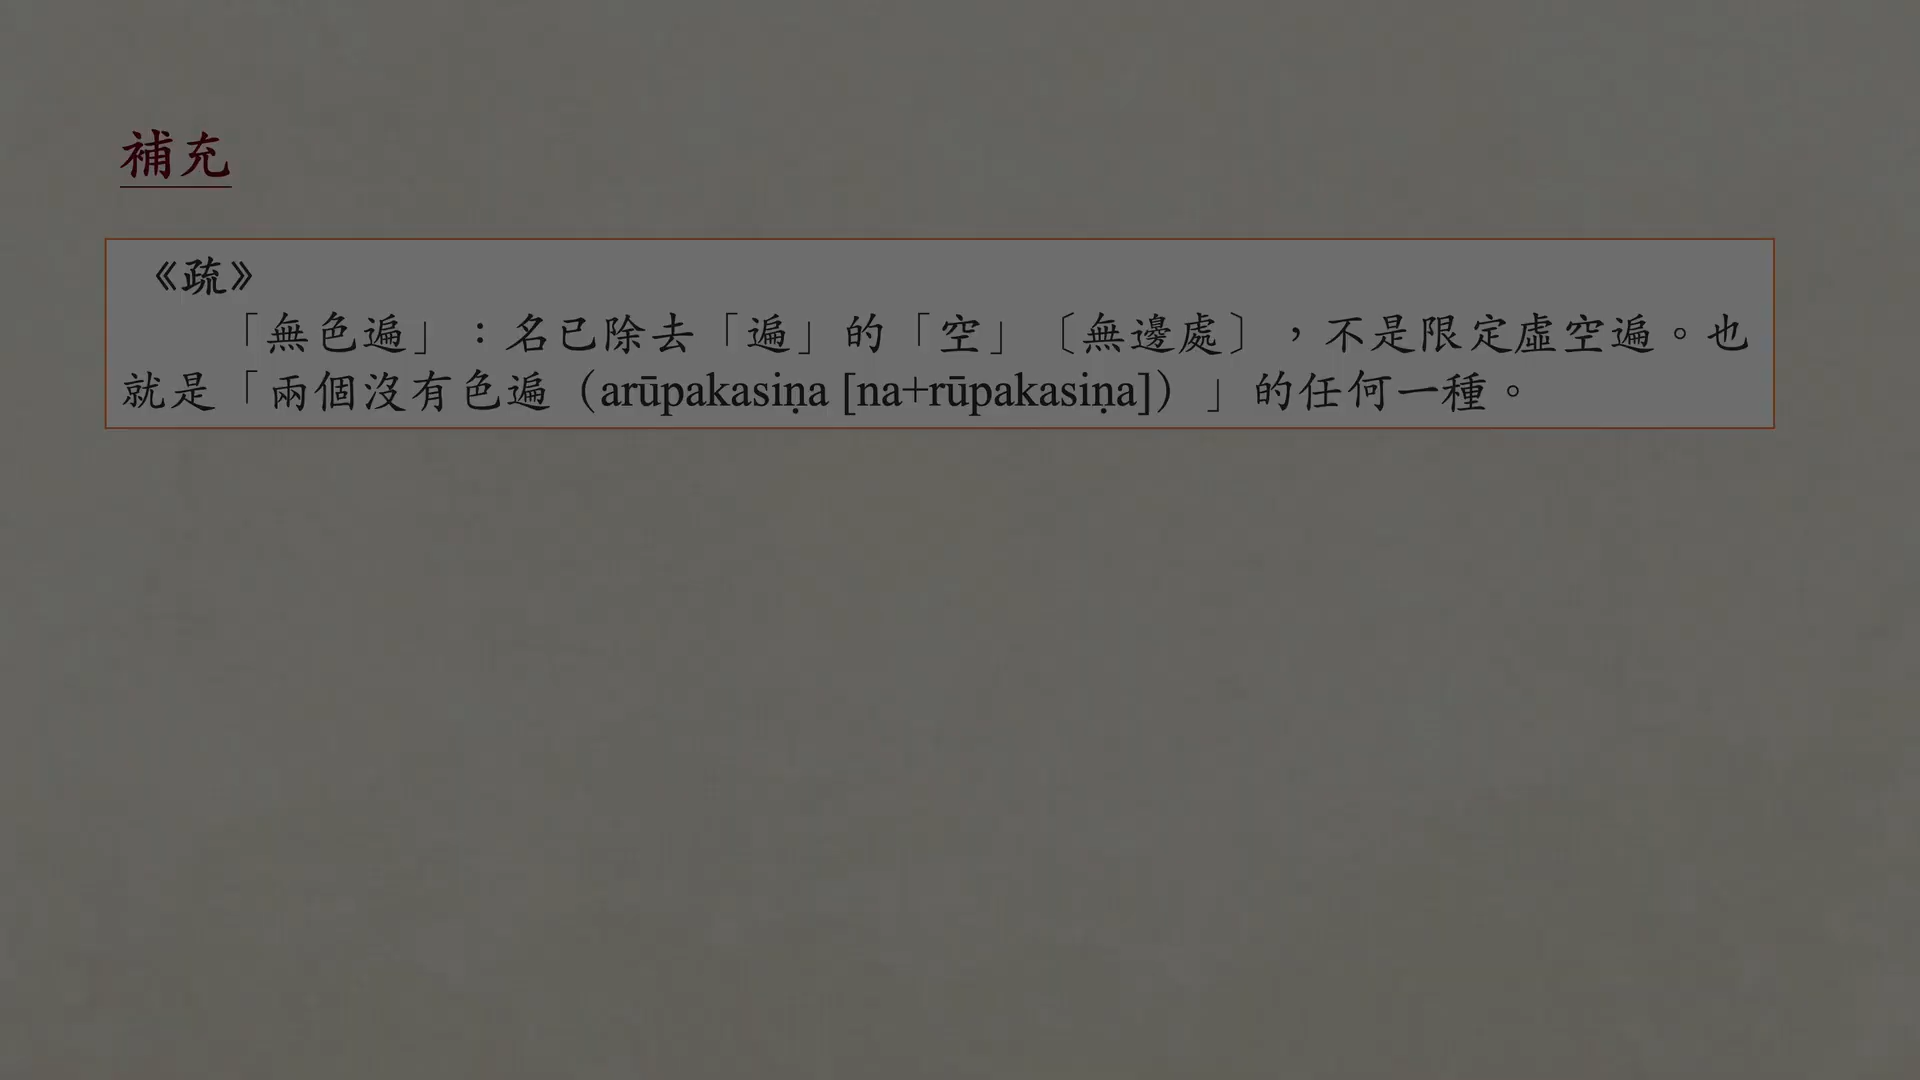 補充
《疏》
「無色遍」：名已除去「遍」的「空」〔無邊處〕，不是限定虛空遍。也
就是「兩個沒有色遍（arūpakasiṇa [na+rūpakasiṇa]）」的任何一種。